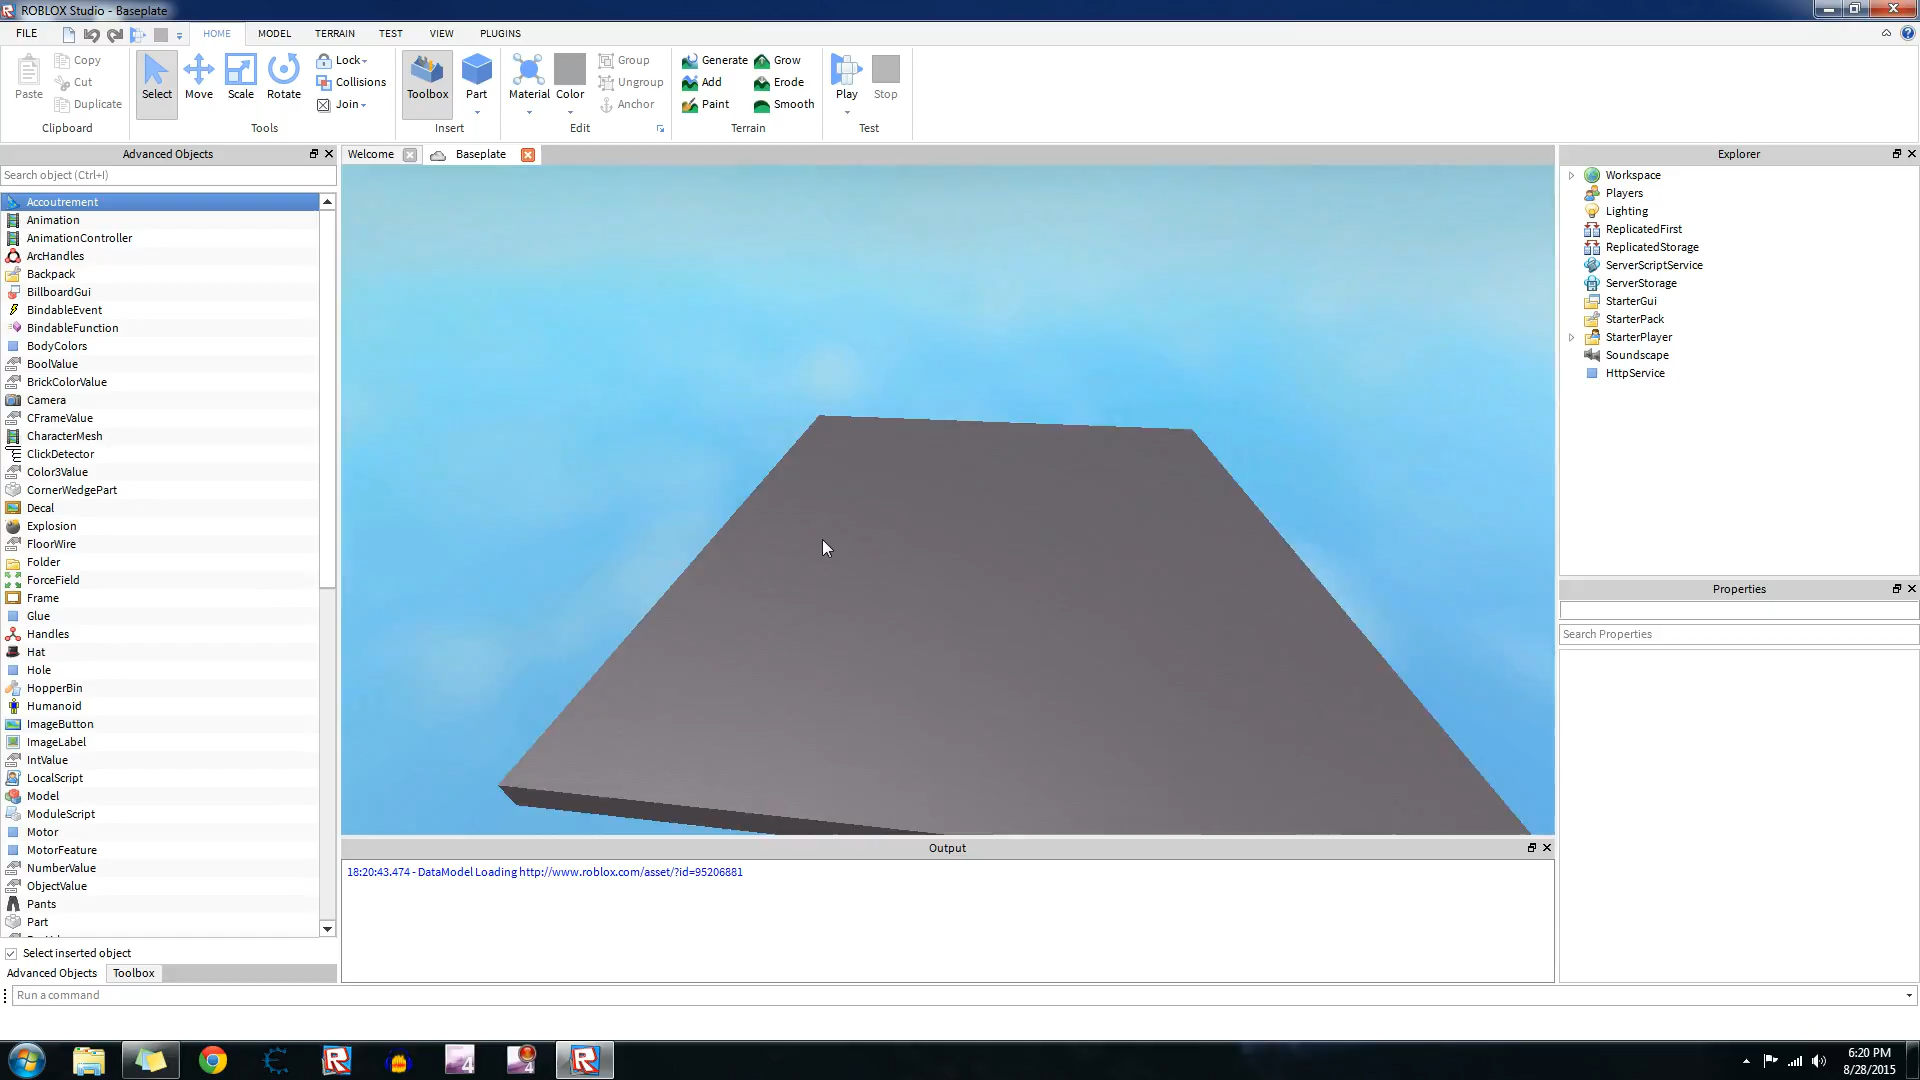 ROBLOX Studio - Baseplate
FILE HOME MODEL TERRAIN TEST VIEW PLUGINS
Paste Copy Cut Duplicate
Clipboard
Select Move Scale Rotate Lock Collisions Join
Tools
Toolbox Part
Insert
Material Color Group Ungroup Anchor
Edit
Generate Grow
Add Erode
Paint Smooth
Terrain
Play Stop
Test
Advanced Objects
Search object (Ctrl+I)
Accoutrement
Animation
AnimationController
ArcHandles
Backpack
BillboardGui
BindableEvent
BindableFunction
BodyColors
BoolValue
BrickColorValue
Camera
CFrameValue
CharacterMesh
ClickDetector
Color3Value
CornerWedgePart
Decal
Explosion
FloorWire
Folder
ForceField
Frame
Glue
Handles
Hat
Hole
HopperBin
Humanoid
ImageButton
ImageLabel
IntValue
LocalScript
Model
ModuleScript
Motor
MotorFeature
NumberValue
ObjectValue
Pants
Part
Select inserted object
Advanced Objects Toolbox
Run a command
Welcome Baseplate
Output
18:20:43.474 - DataModel Loading http://www.roblox.com/asset/?id=95206881
Explorer
Workspace
Players
Lighting
ReplicatedFirst
ReplicatedStorage
ServerScriptService
ServerStorage
StarterGui
StarterPack
StarterPlayer
Soundscape
HttpService
Properties
Search Properties
6:20 PM
8/28/2015